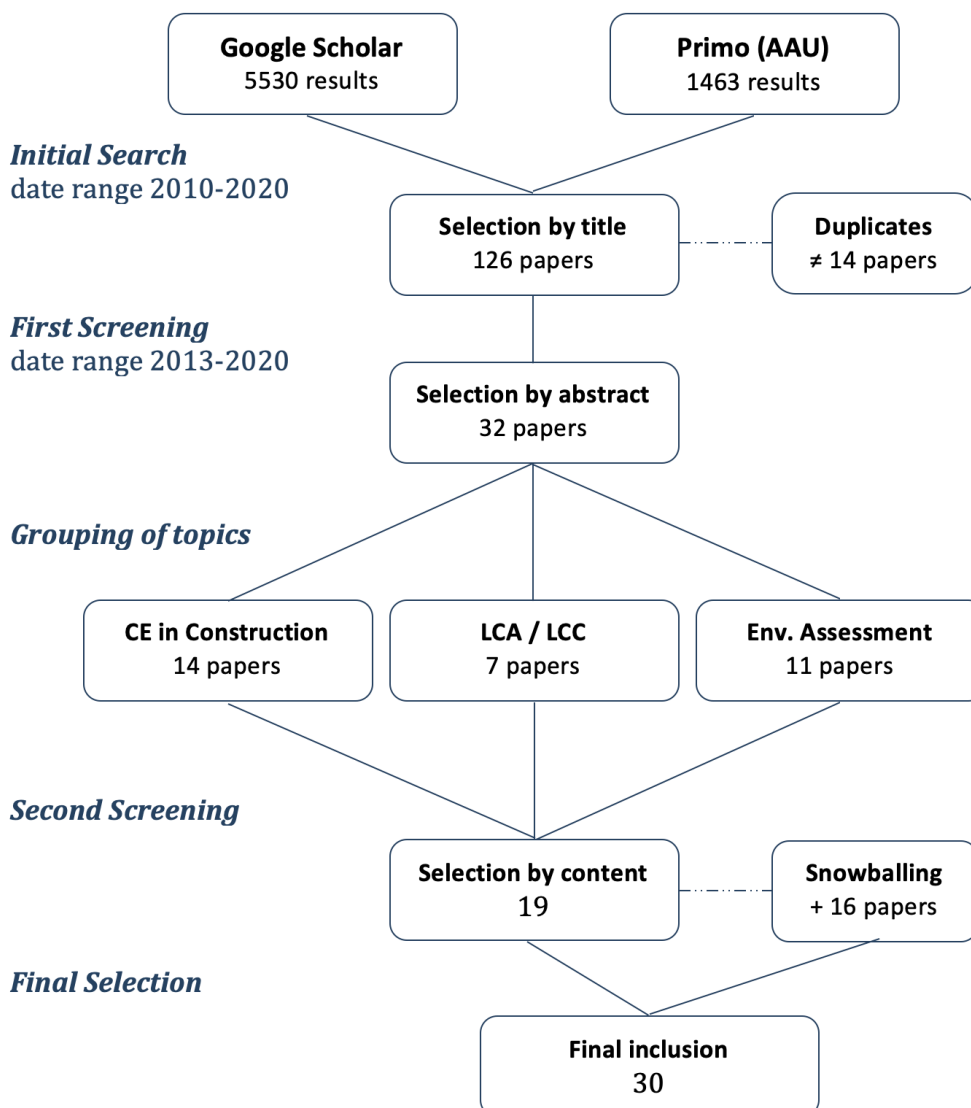 Google Scholar
5530 results
Primo (AAU)
1463 results
Initial Search
date range 2010-2020
Selection by title
126 papers
Duplicates
≠ 14 papers
First Screening
date range 2013-2020
Selection by abstract
32 papers
Grouping of topics
CE in Construction
14 papers
LCA / LCC
7 papers
Env. Assessment
11 papers
Second Screening
Selection by content
19
Snowballing
+ 16 papers
Final Selection
Final inclusion
30